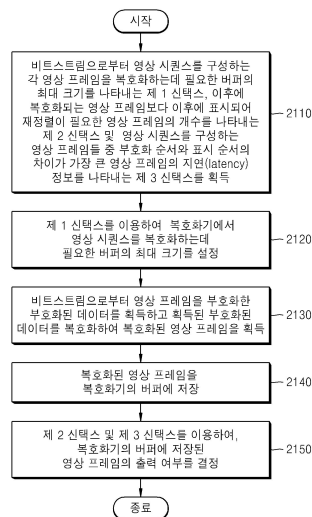 시작
비트스트림으로부터 영상 시퀀스를 구성하는
각 영상 프레임을 복호화하는데 필요한 버퍼의
최대 크기를 나타내는 제 1 신택스, 이후에
복호화되는 영상 프레임보다 이후에 표시되어
재정렬이 필요한 영상 프레임의 개수를 나타내는
제 2 신택스 및 영상 시퀀스를 구성하는
영상 프레임들 중 부호화 순서와 표시 순서의
차이가 가장 큰 영상 프레임의 지연(latency)
정보를 나타내는 제 3 신택스를 획득
2110
제 1 신택스를 이용하여 복호화기에서
영상 시퀀스를 복호화하는데
필요한 버퍼의 최대 크기를 설정
2120
비트스트림으로부터 영상 프레임을 부호화한
부호화된 데이터를 획득하고 획득된 부호화된
데이터를 복호화하여 복호화된 영상 프레임을 획득
2130
복호화된 영상 프레임을
복호화기의 버퍼에 저장
2140
제 2 신택스 및 제 3 신택스를 이용하여,
복호화기의 버퍼에 저장된
영상 프레임의 출력 여부를 결정
2150
종료